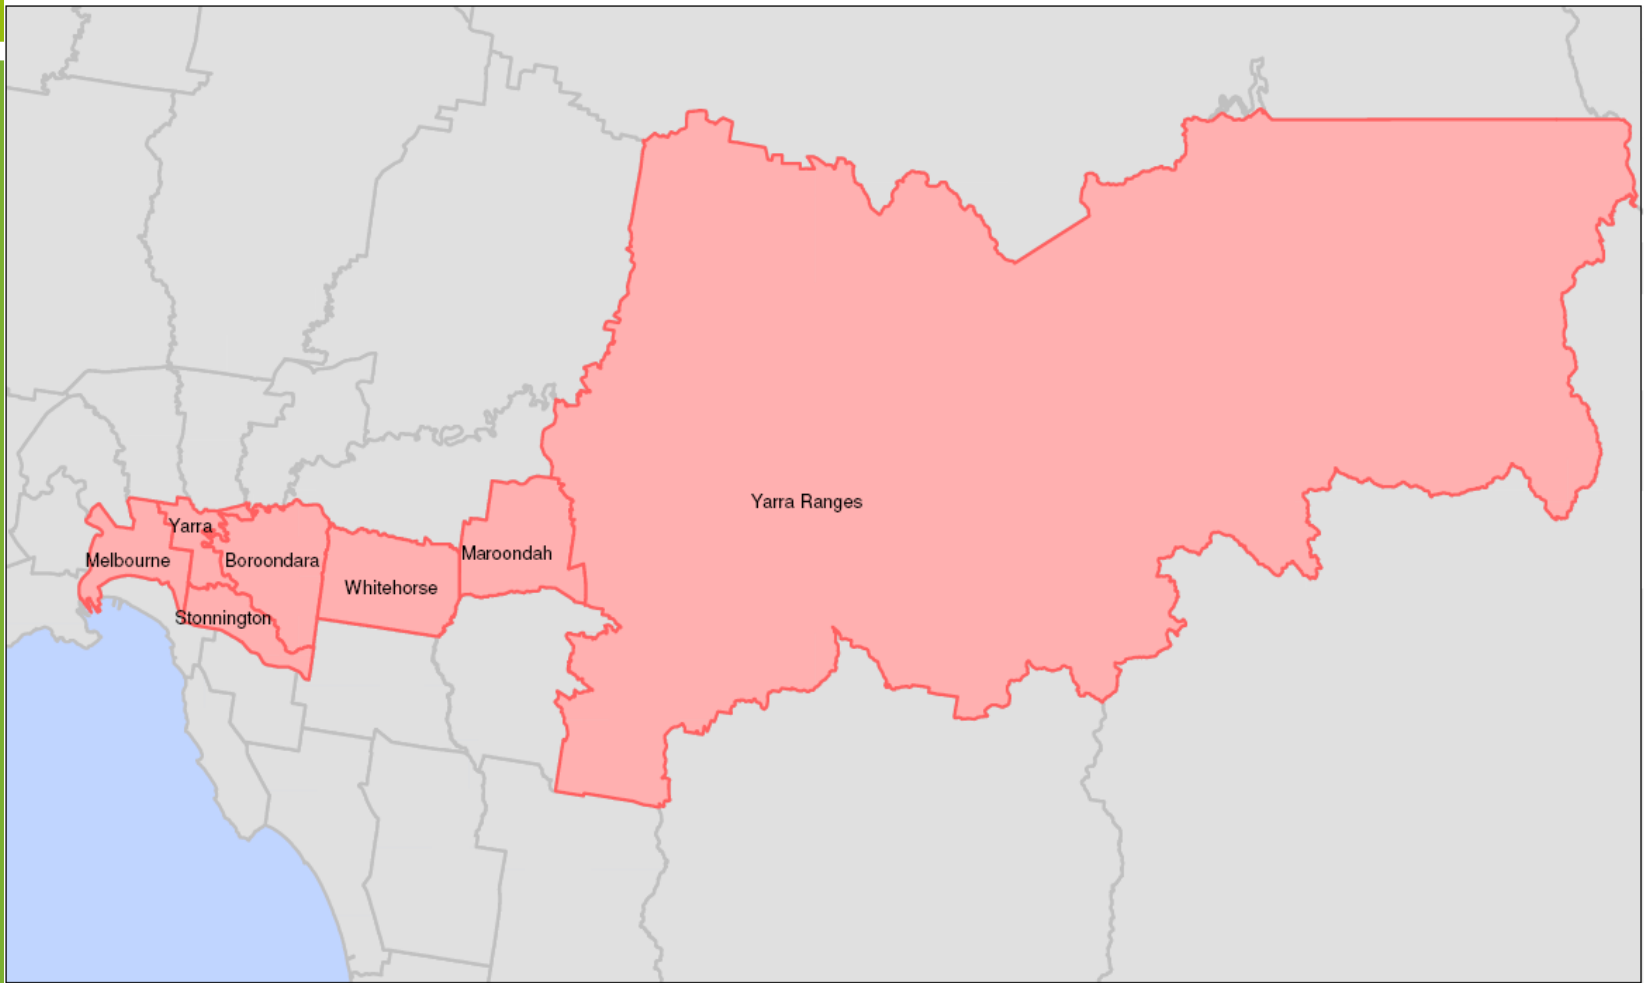 Yarra Ranges
Yarra
Maroondah
Melbourne
Boroondara
Whitehorse
Stonnington